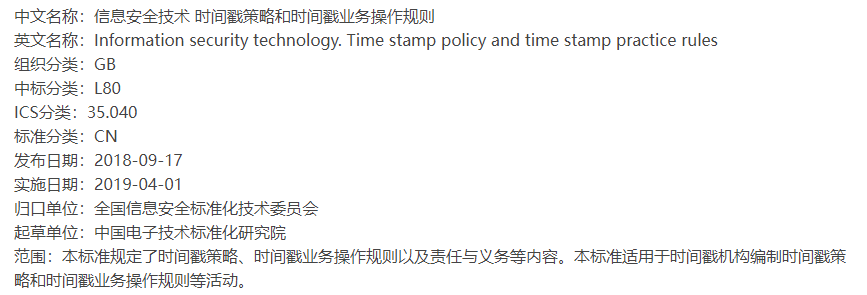 中文名称：信息安全技术 时间戳策略和时间戳业务操作规则
英文名称：Information security technology. Time stamp policy and time stamp practice rules
组织分类：GB
中标分类：L80
ICS分类：35.040
标准分类：CN
发布日期：2018-09-17
实施日期：2019-04-01
归口单位：全国信息安全标准化技术委员会
起草单位：中国电子技术标准化研究院
范围：本标准规定了时间戳策略、时间戳业务操作规则以及责任与义务等内容。本标准适用于时间戳机构编制时间戳策
略和时间戳业务操作规则等活动。